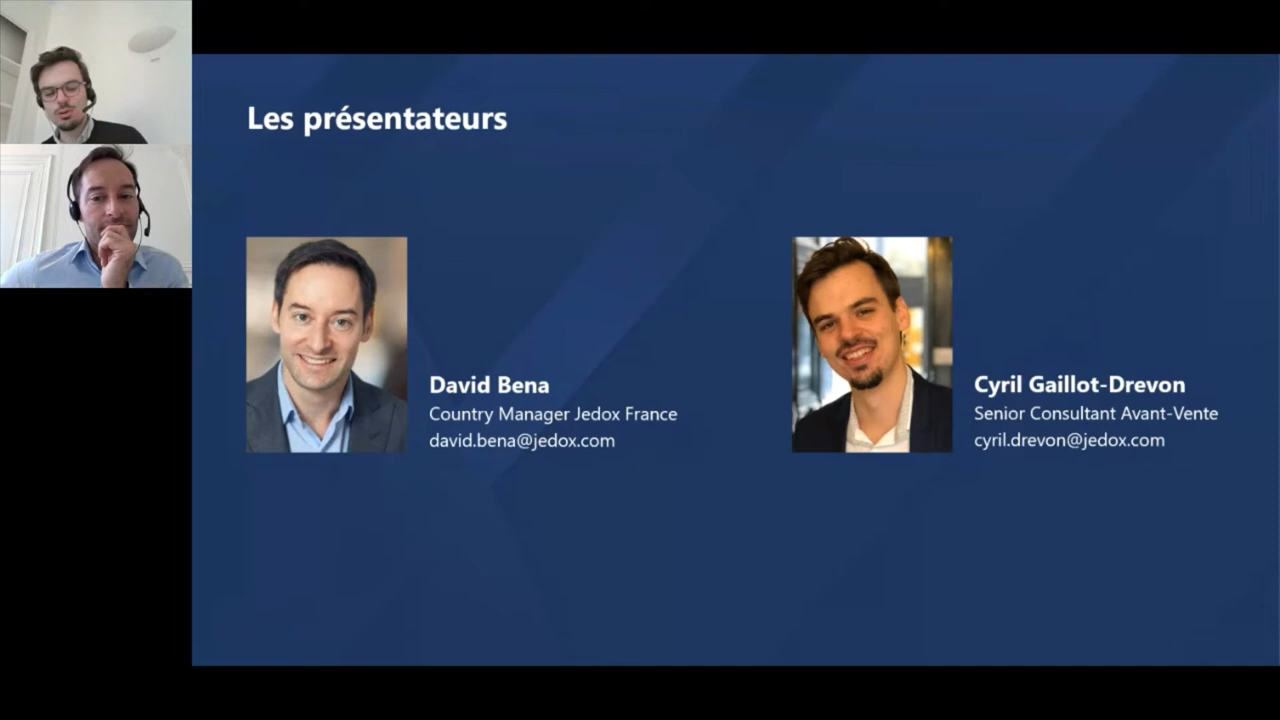 Les présentateurs
David Bena
Country Manager Jedox France
david.bena@jedox.com
Cyril Gaillot-Drevon
Senior Consultant Avant-Vente
cyril.drevon@jedox.com